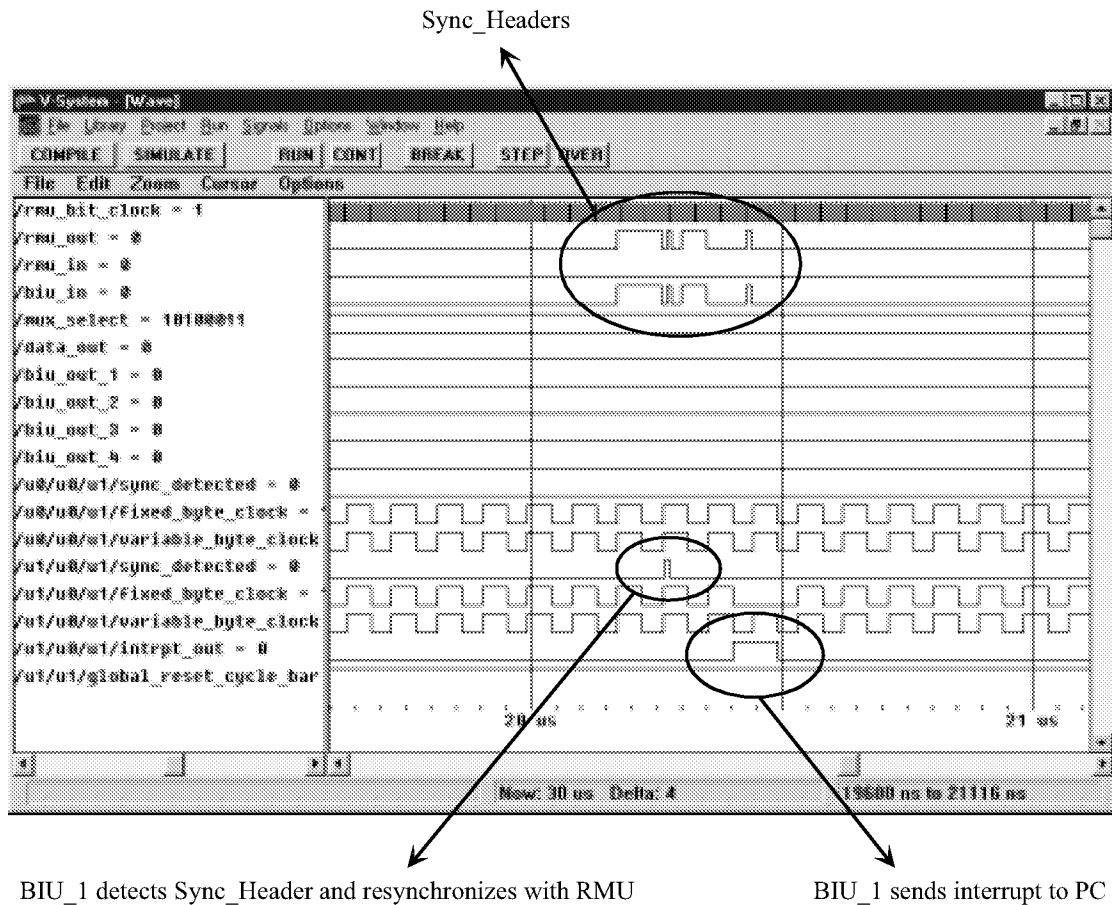 Sync_Headers
V-System - [Wave]
File Library Project Run Signals Options Window Help
COMPILE SIMULATE RUN CONT BREAK STEP OVER
File Edit Zoom Cursor Options
/rmu_bit_clock = 1
/rmu_out = 0
/rmu_in = 0
/biu_in = 0
/mux_select = 10100011
/data_out = 0
/biu_out_1 = 0
/biu_out_2 = 0
/biu_out_3 = 0
/biu_out_4 = 0
/u0/u0/u1/sync_detected = 0
/u0/u0/u1/fixed_byte_clock =
/u0/u0/u1/variable_byte_clock
/u1/u0/u1/sync_detected = 0
/u1/u0/u1/fixed_byte_clock =
/u1/u0/u1/variable_byte_clock
/u1/u0/u1/intrpt_out = 0
/u1/u1/global_reset_cycle_bar
20 us 21 us
Now: 30 us Delta: 4 19600 ns to 21116 ns
BIU_1 detects Sync_Header and resynchronizes with RMU BIU_1 sends interrupt to PC